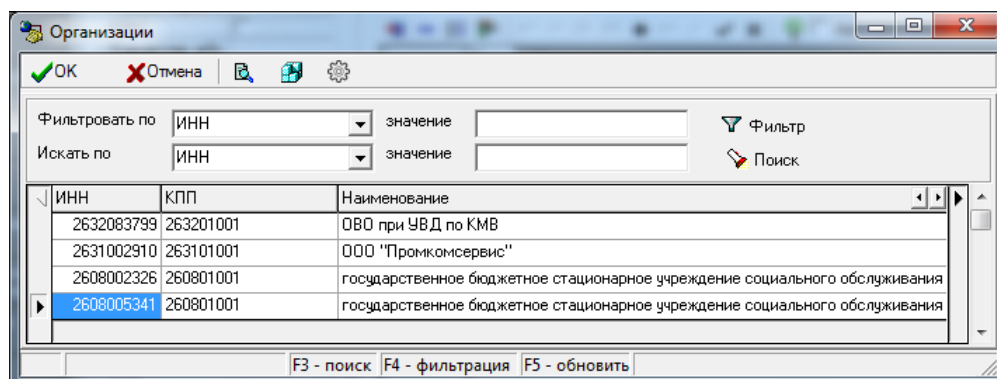 Организации
OK Отмена
Фильтровать по ИНН значение Фильтр
Искать по ИНН значение Поиск
ИНН КПП Наименование
2632083799 263201001 ОВО при УВД по КМВ
2631002910 263101001 ООО "Промкомсервис"
2608002326 260801001 государственное бюджетное стационарное учреждение социального обслуживания
2608005341 260801001 государственное бюджетное стационарное учреждение социального обслуживания
F3 - поиск F4 - фильтрация F5 - обновить